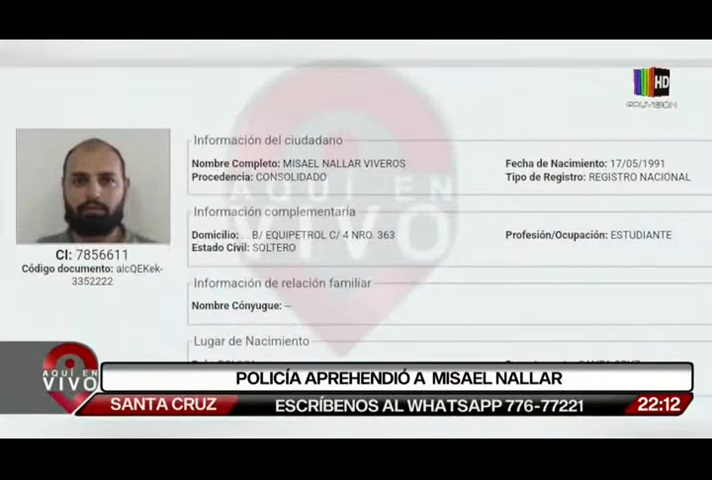 HD
Información del ciudadano
Nombre Completo: MISAEL NALLAR VIVEROS
Fecha de Nacimiento: 17/05/1991
Procedencia: CONSOLIDADO
Tipo de Registro: REGISTRO NACIONAL
Información complementaria
Domicilio: . B/ EQUIPETROL C/ 4 NRO. 363
Profesión/Ocupación: ESTUDIANTE
Estado Civil: SOLTERO
CI: 7856611
Código documento: aicQEKek-
3352222
Información de relación familiar
Nombre Cónyugue: --
Lugar de Nacimiento
AQUÍ EN
VIVO
AQUÍ EN
VIVO
POLICÍA APREHENDIÓ A MISAEL NALLAR
SANTA CRUZ
ESCRÍBENOS AL WHATSAPP 776-77221
22:12